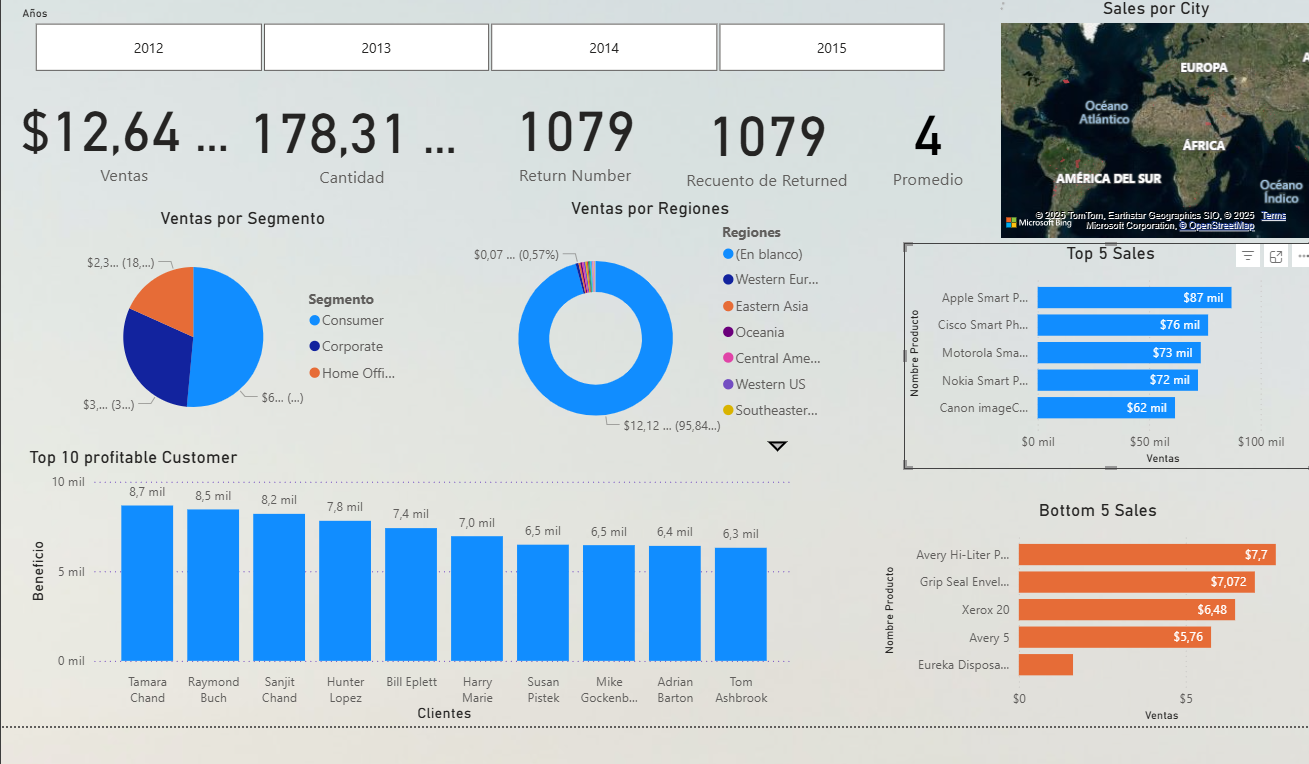 Años
2012
2013
2014
2015
$12,64 ...
Ventas
178,31 ...
Cantidad
1079
Return Number
1079
Recuento de Returned
4
Promedio
Sales por City
EUROPA
Océano
Atlántico
ÁFRICA
AMÉRICA DEL SUR
Océano
Índico
A
Microsoft Bing
© 2025 TomTom, Earthstar Geographics SIO, © 2025
Microsoft Corporation, © OpenStreetMap
Terms
Ventas por Segmento
$2,3... (18,...)
$3,... (3...)
$6... (...)
Segmento
Consumer
Corporate
Home Offi...
Ventas por Regiones
$0,07 ... (0,57%)
$12,12 ... (95,84...)
Regiones
(En blanco)
Western Eur...
Eastern Asia
Oceania
Central Ame...
Western US
Southeaster...
Top 5 Sales
Nombre Producto
Apple Smart P...
$87 mil
Cisco Smart Ph...
$76 mil
Motorola Sma...
$73 mil
Nokia Smart P...
$72 mil
Canon imageC...
$62 mil
$0 mil
$50 mil
$100 mil
Ventas
Top 10 profitable Customer
Beneficio
10 mil
5 mil
0 mil
8,7 mil
8,5 mil
8,2 mil
7,8 mil
7,4 mil
7,0 mil
6,5 mil
6,5 mil
6,4 mil
6,3 mil
Tamara
Chand
Raymond
Buch
Sanjit
Chand
Hunter
Lopez
Bill Eplett
Harry
Marie
Susan
Pistek
Mike
Gockenb...
Adrian
Barton
Tom
Ashbrook
Clientes
Bottom 5 Sales
Nombre Producto
Avery Hi-Liter P...
$7,7
Grip Seal Envel...
$7,072
Xerox 20
$6,48
Avery 5
$5,76
Eureka Disposa...
$0
$5
Ventas